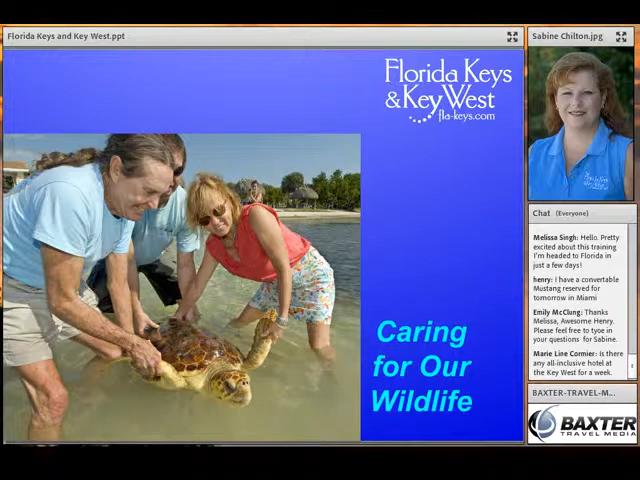 Florida Keys and Key West.ppt
Florida Keys
& Key West
fla-keys.com
Caring
for Our
Wildlife
Sabine Chilton.jpg
Chat (Everyone)
Melissa Singh: Hello. Pretty
excited about this training
I'm headed to Florida in
just a few days!
henry: I have a convertable
Mustang reserved for
tomorrow in Miami
Emily McClung: Thanks
Melissa, Awesome Henry.
Please feel free to type in
your questions for Sabine.
Marie Line Cormier: Is there
any all-inclusive hotel at
the Key West for a week.
BAXTER-TRAVEL-M...
BAXTER
TRAVEL MEDIA